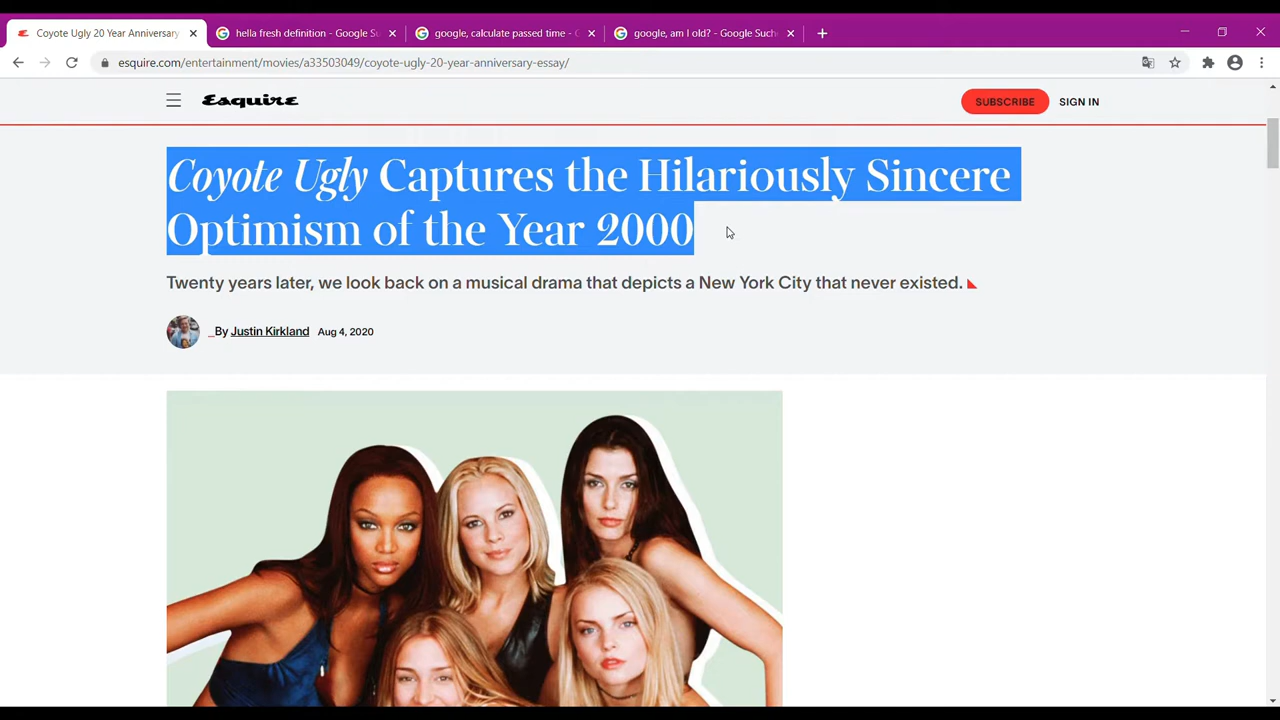 Coyote Ugly 20 Year Anniversary
hella fresh definition - Google Su
google, calculate passed time - G
google, am I old? - Google Such
esquire.com/entertainment/movies/a33503049/coyote-ugly-20-year-anniversary-essay/
Esquire
SUBSCRIBE
SIGN IN
Coyote Ugly Captures the Hilariously Sincere
Optimism of the Year 2000
Twenty years later, we look back on a musical drama that depicts a New York City that never existed.
By Justin Kirkland Aug 4, 2020